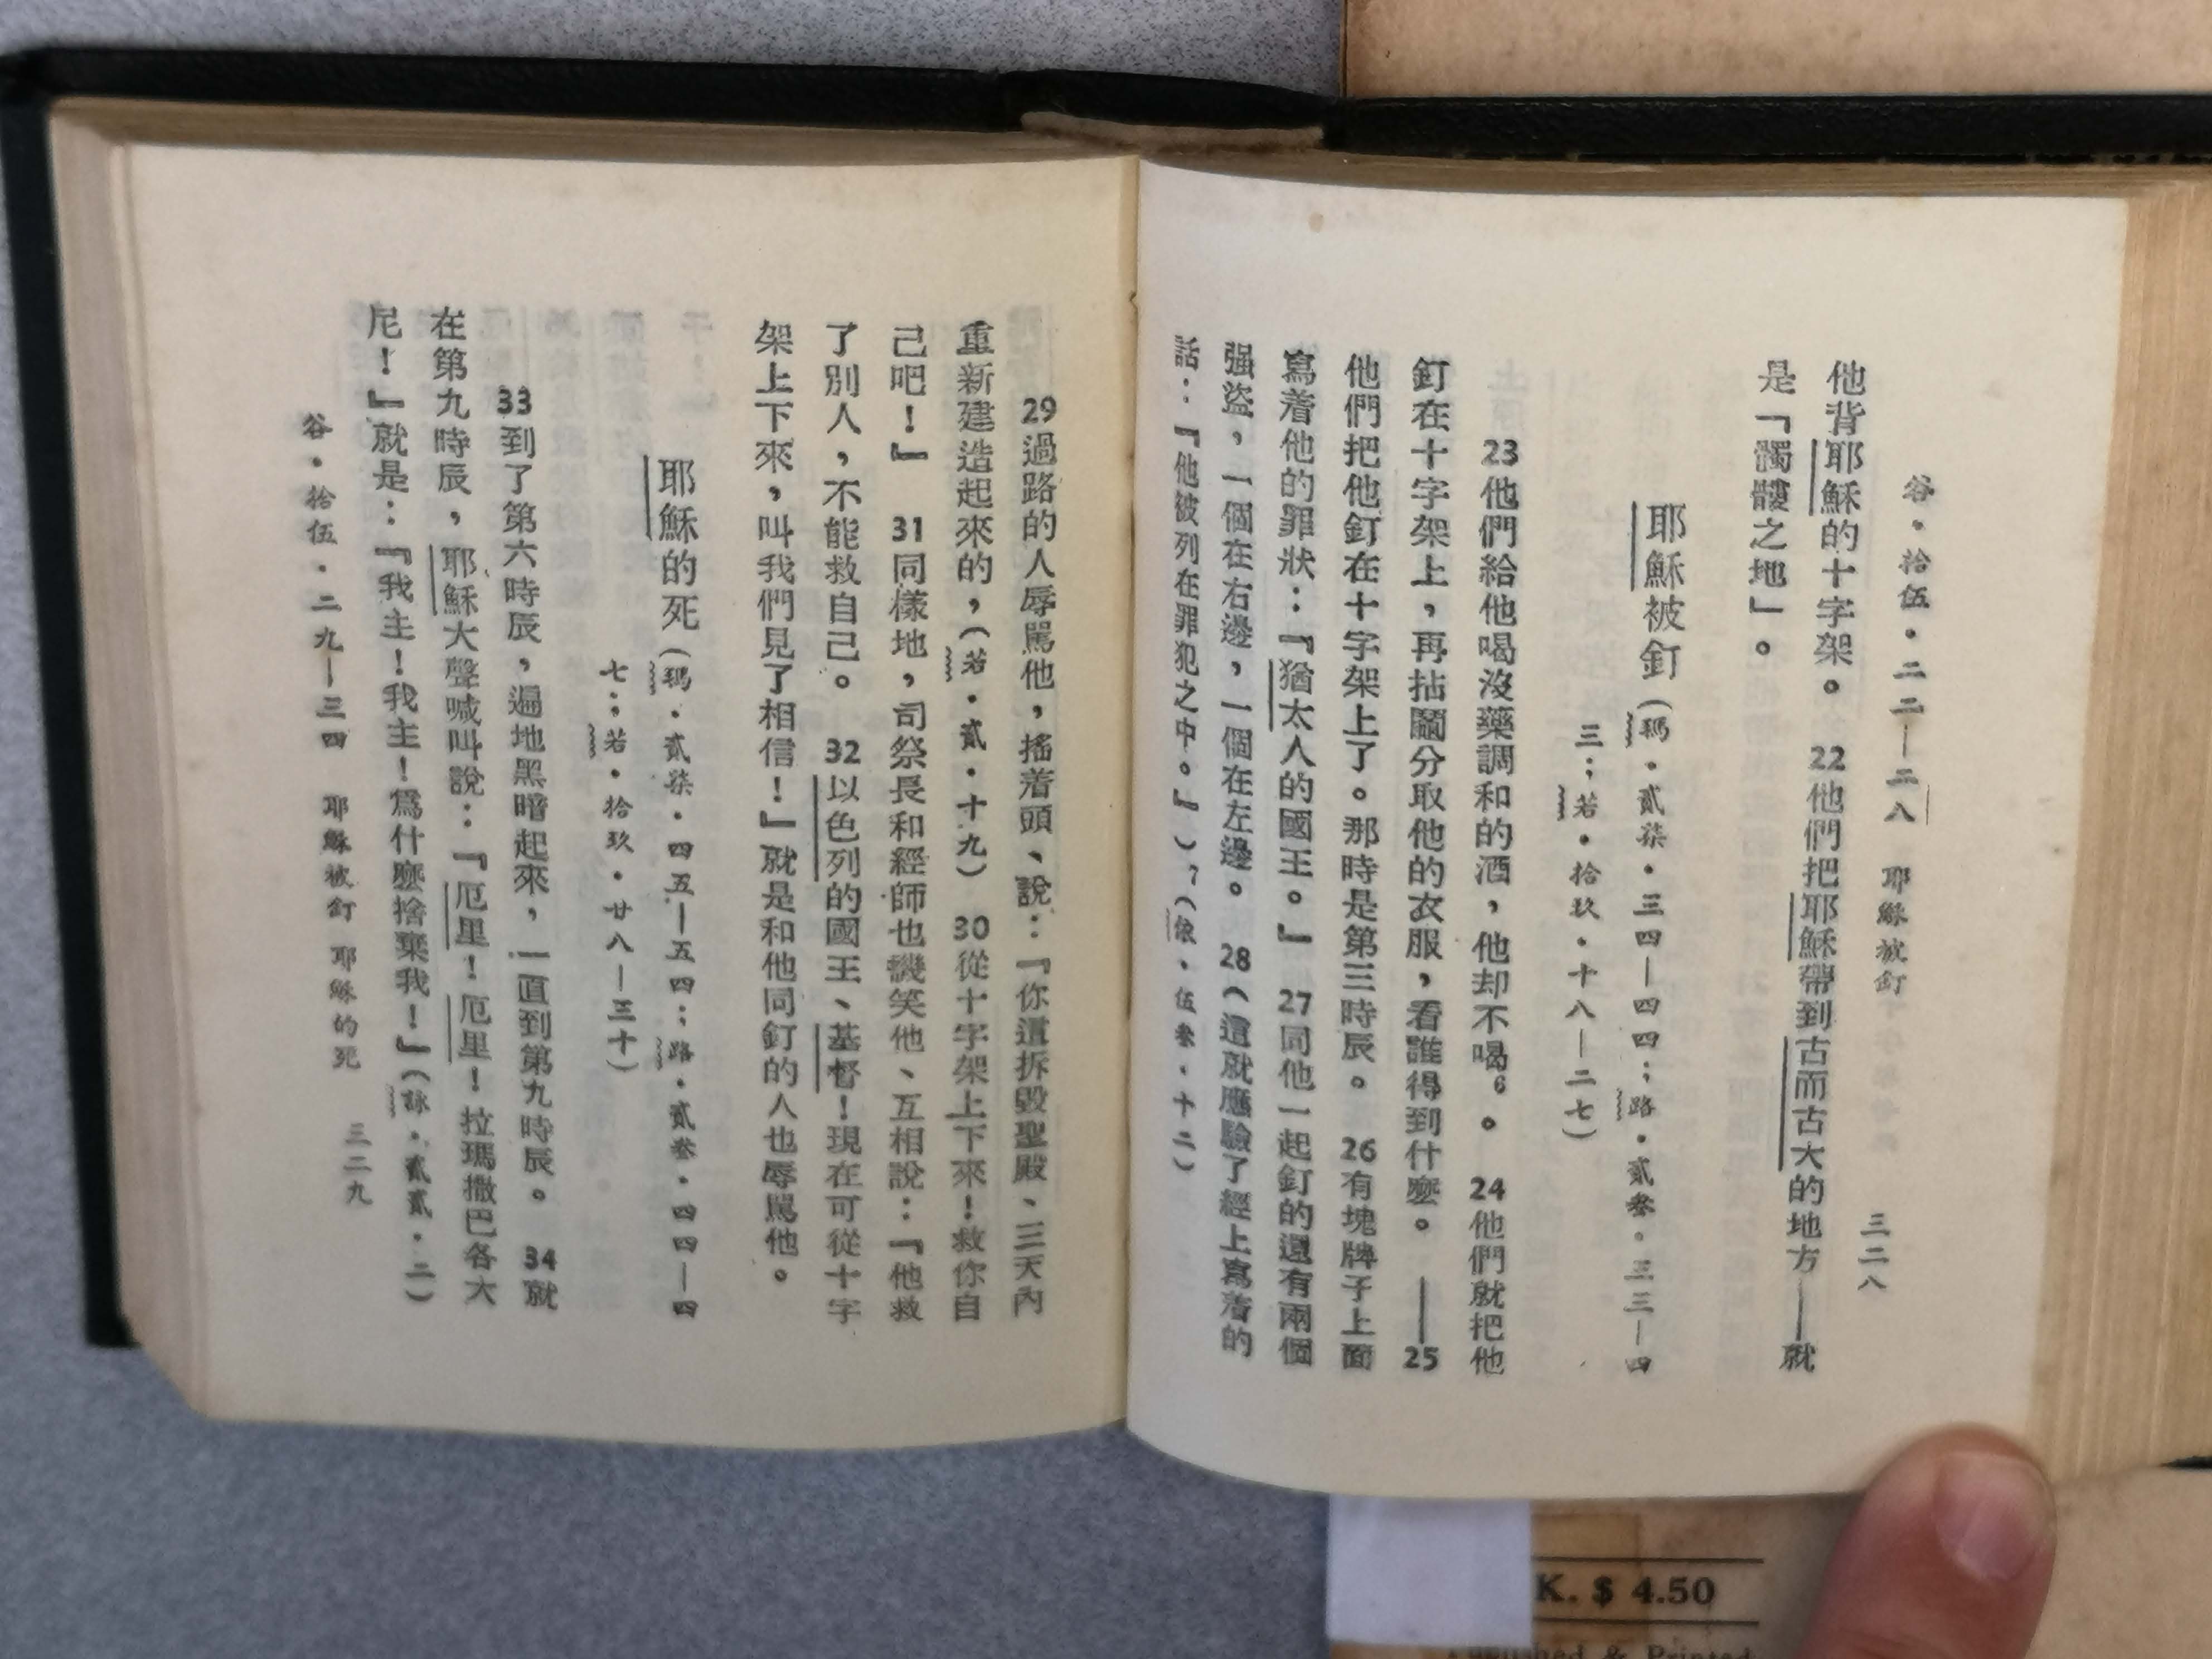 谷・拾伍・二二—二八　耶穌被釘　三二八
他背耶穌的十字架。　22他們把耶穌帶到古而古大的地方——就
是「髑髏之地」。
耶穌被釘（瑪・貳柒・三四—四四；路・貳叁・三三—四
三；若・拾玖・十八—二七）
23他們給他喝沒藥調和的酒，他却不喝6。　24他們就把他
釘在十字架上，再拈鬮分取他的衣服，看誰得到什麼。——25
他們把他釘在十字架上了。那時是第三時辰。　26有塊牌子上面
寫着他的罪狀：『猶太人的國王。』　27同他一起釘的還有兩個
强盜，一個在右邊，一個在左邊。　28（這就應驗了經上寫着的
話：『他被列在罪犯之中。』）7（依・伍叁・十二）
29過路的人辱駡他，搖着頭、說：『你這拆毀聖殿、三天內
重新建造起來的，（若・貳・十九）　30從十字架上下來！救你自
己吧！』　31同樣地，司祭長和經師也譏笑他、互相說：『他救
了別人，不能救自己。　32以色列的國王、基督！現在可從十字
架上下來，叫我們見了相信！』就是和他同釘的人也辱駡他。
耶穌的死（瑪・貳柒・四五—五四；路・貳叁・四四—四
七；若・拾玖・廿八—三十）
33到了第六時辰，遍地黑暗起來，一直到第九時辰。　34就
在第九時辰，耶穌大聲喊叫說：『厄里！厄里！拉瑪撒巴各大
尼！』就是：『我主！我主！爲什麼捨棄我！』（詠・貳貳・二）
谷・拾伍・二九—三四　耶穌被釘　耶穌的死　三二九
K. $ 4.50
& Printed